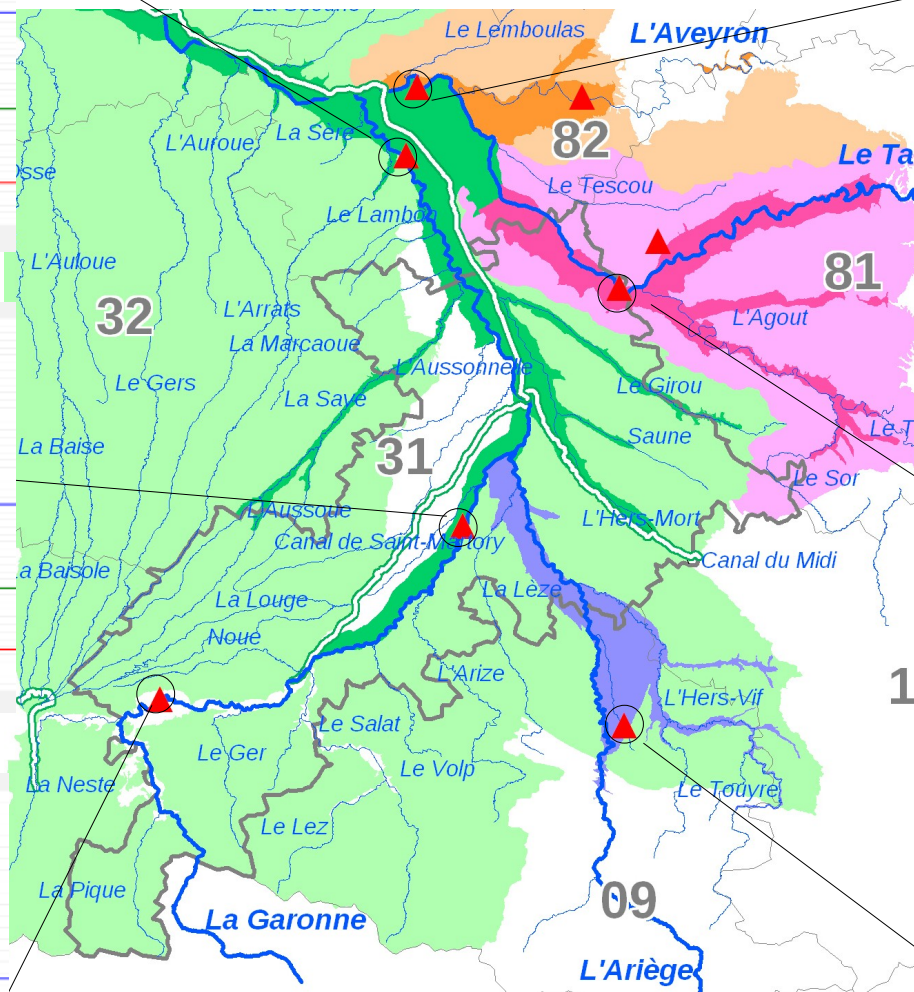 Le Lemboulas
L'Aveyron
L'Auroue
La Sère
82
Le Ta
Le Tescou
Le Lambon
L'Auloue
81
32
L'Arrats
L'Agout
La Marcaoue
L'Aussonnelle
Le Gers
Le Girou
La Save
Le T
Saune
La Baise
31
Le Sor
L'Aussoue
L'Hers-Mort
Canal de Saint-Martory
Canal du Midi
a Baisole
La Lèze
La Louge
Noue
L'Arize
1
L'Hers-Vif
Le Salat
Le Ger
Le Volp
La Neste
Le Touyre
Le Lez
La Pique
09
La Garonne
L'Ariège